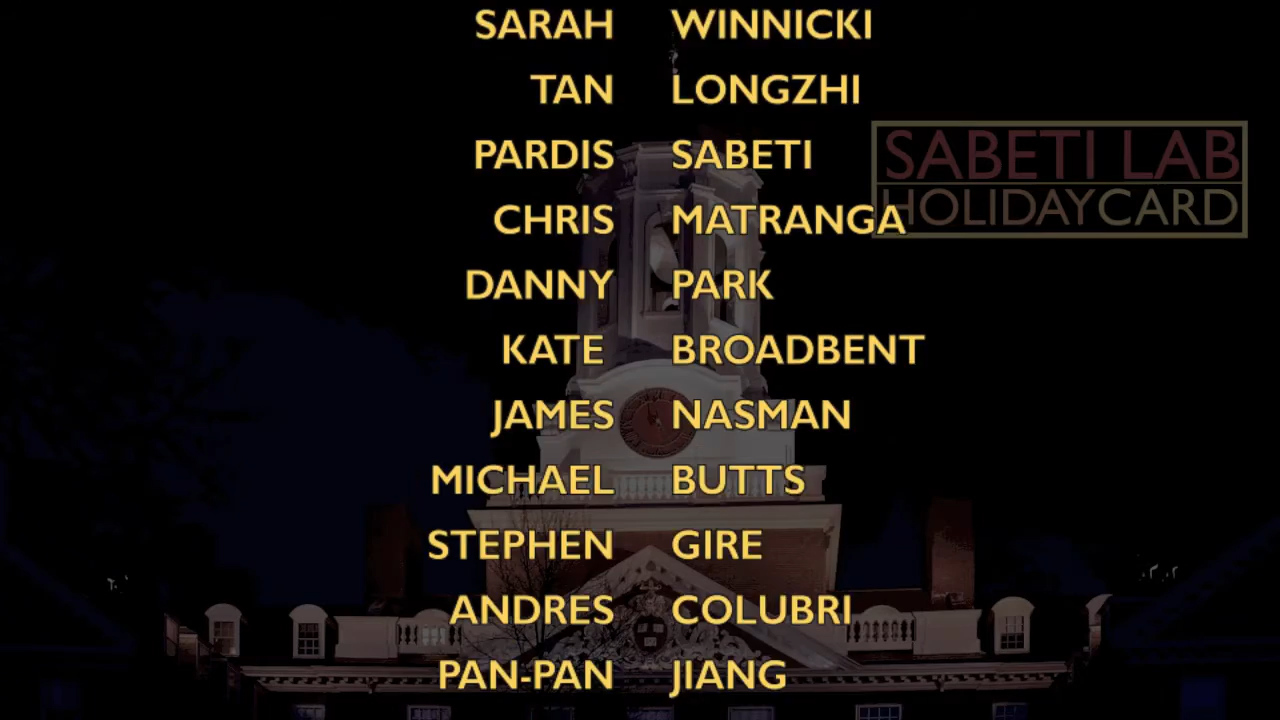 SARAH WINNICKI
TAN LONGZHI
PARDIS SABETI
CHRIS MATRANGA
DANNY PARK
KATE BROADBENT
JAMES NASMAN
MICHAEL BUTTS
STEPHEN GIRE
ANDRES COLUBRI
PAN-PAN JIANG
SABETI LAB
HOLIDAYCARD